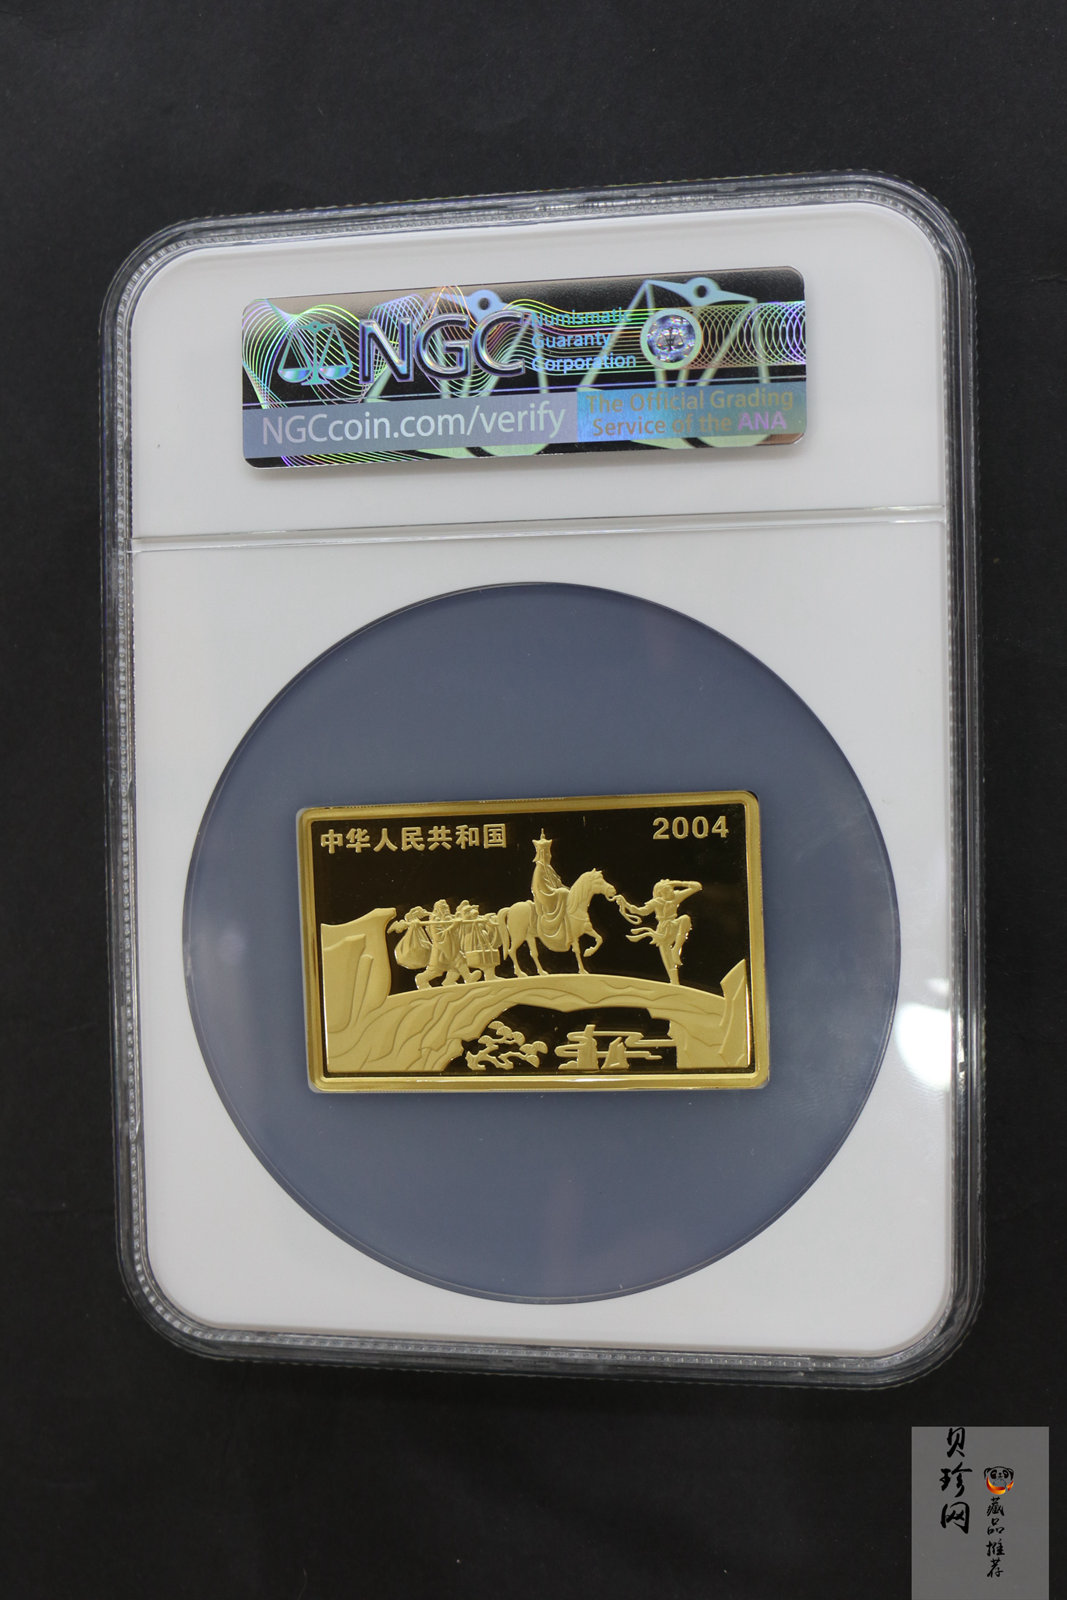 NGC
Numismatic
Guaranty
Corporation
NGCcoin.com/verify
The Official Grading
Service of the ANA
中华人民共和国
2004
贝珍网
藏品推荐